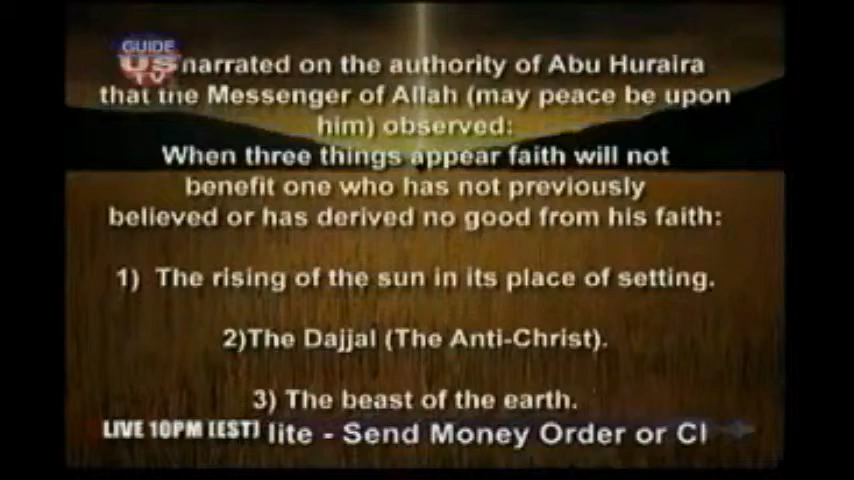 GUIDE
US
TV
narrated on the authority of Abu Huraira
that the Messenger of Allah (may peace be upon
him) observed:
When three things appear faith will not
benefit one who has not previously
believed or has derived no good from his faith:
1) The rising of the sun in its place of setting.
2)The Dajjal (The Anti-Christ).
3) The beast of the earth.
LIVE 10PM [EST] lite - Send Money Order or Cl